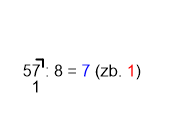 57 : 8 = 7 (zb. 1)
1